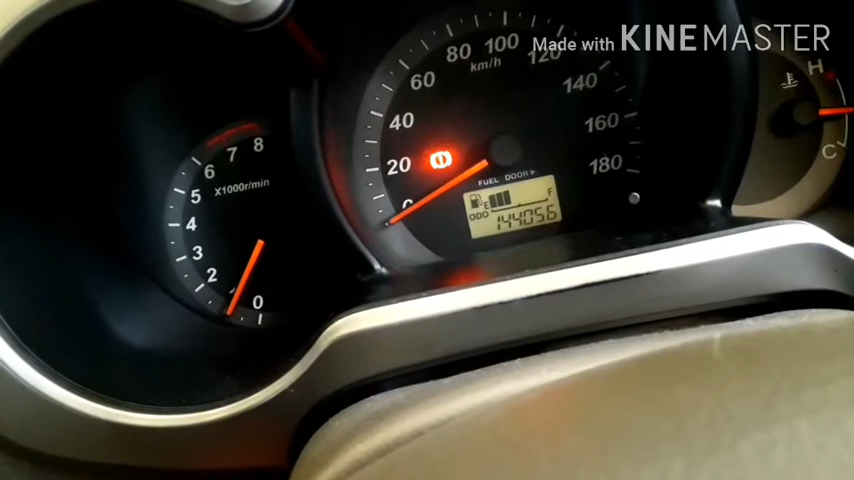 Made with KINEMASTER
0
1
2
3
4
5
6
7
8
X1000r/min
0
20
40
60
80
100
120
140
160
180
km/h
FUEL DOOR
E
F
ODO 144056
H
C